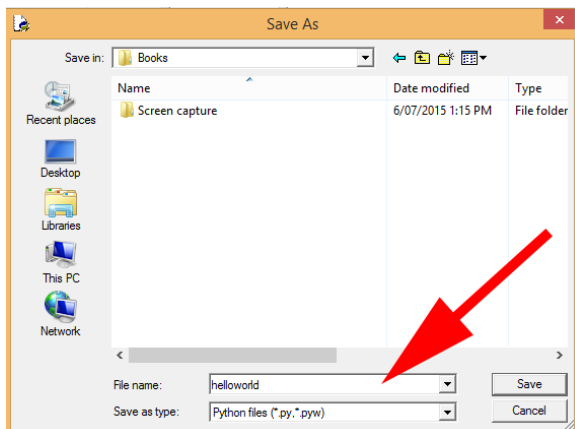 Save As
Save in: Books
Name Date modified Type
Screen capture 6/07/2015 1:15 PM File folder
Recent places
Desktop
Libraries
This PC
Network
File name: helloworld Save
Save as type: Python files (*.py,*.pyw) Cancel